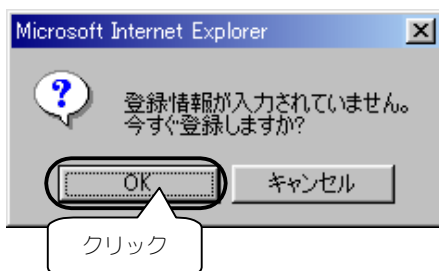 Microsoft Internet Explorer
?
登録情報が入力されていません。
今すぐ登録しますか?
OK
キャンセル
クリック